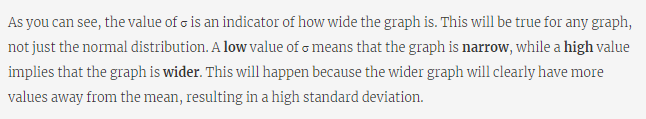 As you can see, the value of σ is an indicator of how wide the graph is. This will be true for any graph,
not just the normal distribution. A low value of σ means that the graph is narrow, while a high value
implies that the graph is wider. This will happen because the wider graph will clearly have more
values away from the mean, resulting in a high standard deviation.